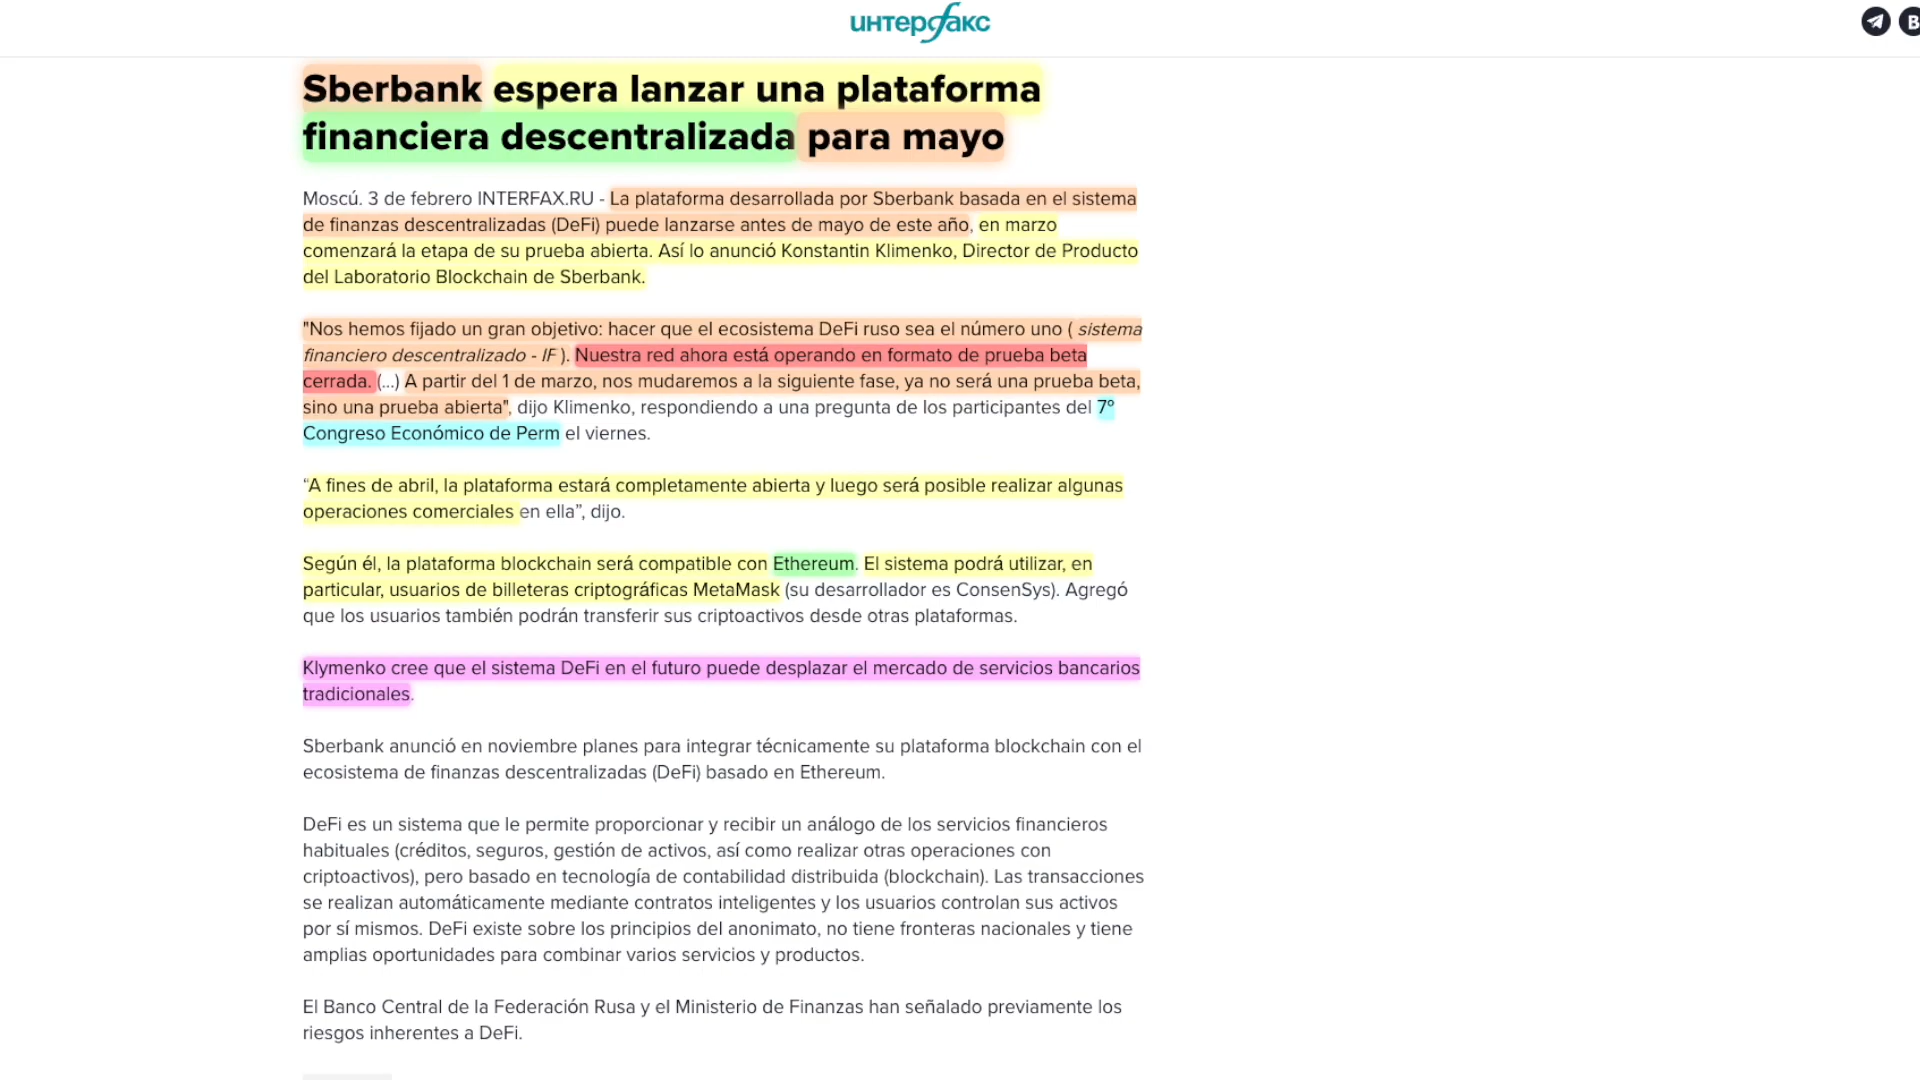 интерфакс
Sberbank espera lanzar una plataforma
financiera descentralizada para mayo
Moscú. 3 de febrero INTERFAX.RU - La plataforma desarrollada por Sberbank basada en el sistema
de finanzas descentralizadas (DeFi) puede lanzarse antes de mayo de este año, en marzo
comenzará la etapa de su prueba abierta. Así lo anunció Konstantin Klimenko, Director de Producto
del Laboratorio Blockchain de Sberbank.
"Nos hemos fijado un gran objetivo: hacer que el ecosistema DeFi ruso sea el número uno ( sistema
financiero descentralizado - IF ). Nuestra red ahora está operando en formato de prueba beta
cerrada. (...) A partir del 1 de marzo, nos mudaremos a la siguiente fase, ya no será una prueba beta,
sino una prueba abierta", dijo Klimenko, respondiendo a una pregunta de los participantes del 7º
Congreso Económico de Perm el viernes.
“A fines de abril, la plataforma estará completamente abierta y luego será posible realizar algunas
operaciones comerciales en ella”, dijo.
Según él, la plataforma blockchain será compatible con Ethereum. El sistema podrá utilizar, en
particular, usuarios de billeteras criptográficas MetaMask (su desarrollador es ConsenSys). Agregó
que los usuarios también podrán transferir sus criptoactivos desde otras plataformas.
Klymenko cree que el sistema DeFi en el futuro puede desplazar el mercado de servicios bancarios
tradicionales.
Sberbank anunció en noviembre planes para integrar técnicamente su plataforma blockchain con el
ecosistema de finanzas descentralizadas (DeFi) basado en Ethereum.
DeFi es un sistema que le permite proporcionar y recibir un análogo de los servicios financieros
habituales (créditos, seguros, gestión de activos, así como realizar otras operaciones con
criptoactivos), pero basado en tecnología de contabilidad distribuida (blockchain). Las transacciones
se realizan automáticamente mediante contratos inteligentes y los usuarios controlan sus activos
por sí mismos. DeFi existe sobre los principios del anonimato, no tiene fronteras nacionales y tiene
amplias oportunidades para combinar varios servicios y productos.
El Banco Central de la Federación Rusa y el Ministerio de Finanzas han señalado previamente los
riesgos inherentes a DeFi.